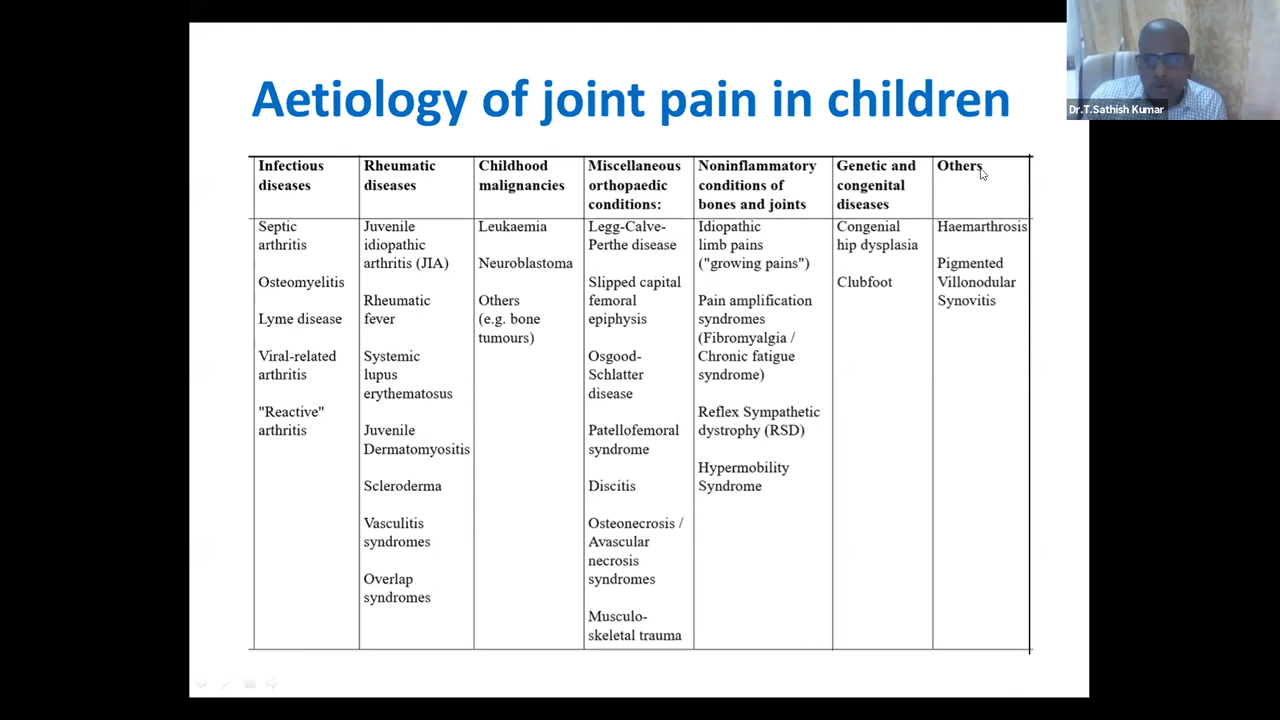 Aetiology of joint pain in children
Dr.T.Sathish Kumar
Infectious
diseases
Septic
arthritis
Osteomyelitis
Lyme disease
Viral-related
arthritis
"Reactive"
arthritis
Rheumatic
diseases
Juvenile
idiopathic
arthritis (JIA)
Rheumatic
fever
Systemic
lupus
erythematosus
Juvenile
Dermatomyositis
Scleroderma
Vasculitis
syndromes
Overlap
syndromes
Childhood
malignancies
Leukaemia
Neuroblastoma
Others
(e.g. bone
tumours)
Miscellaneous
orthopaedic
conditions:
Legg-Calve-
Perthe disease
Slipped capital
femoral
epiphysis
Osgood-
Schlatter
disease
Patellofemoral
syndrome
Discitis
Osteonecrosis /
Avascular
necrosis
syndromes
Musculo-
skeletal trauma
Noninflammatory
conditions of
bones and joints
Idiopathic
limb pains
("growing pains")
Pain amplification
syndromes
(Fibromyalgia /
Chronic fatigue
syndrome)
Reflex Sympathetic
dystrophy (RSD)
Hypermobility
Syndrome
Genetic and
congenital
diseases
Congenial
hip dysplasia
Clubfoot
Others
Haemarthrosis
Pigmented
Villonodular
Synovitis